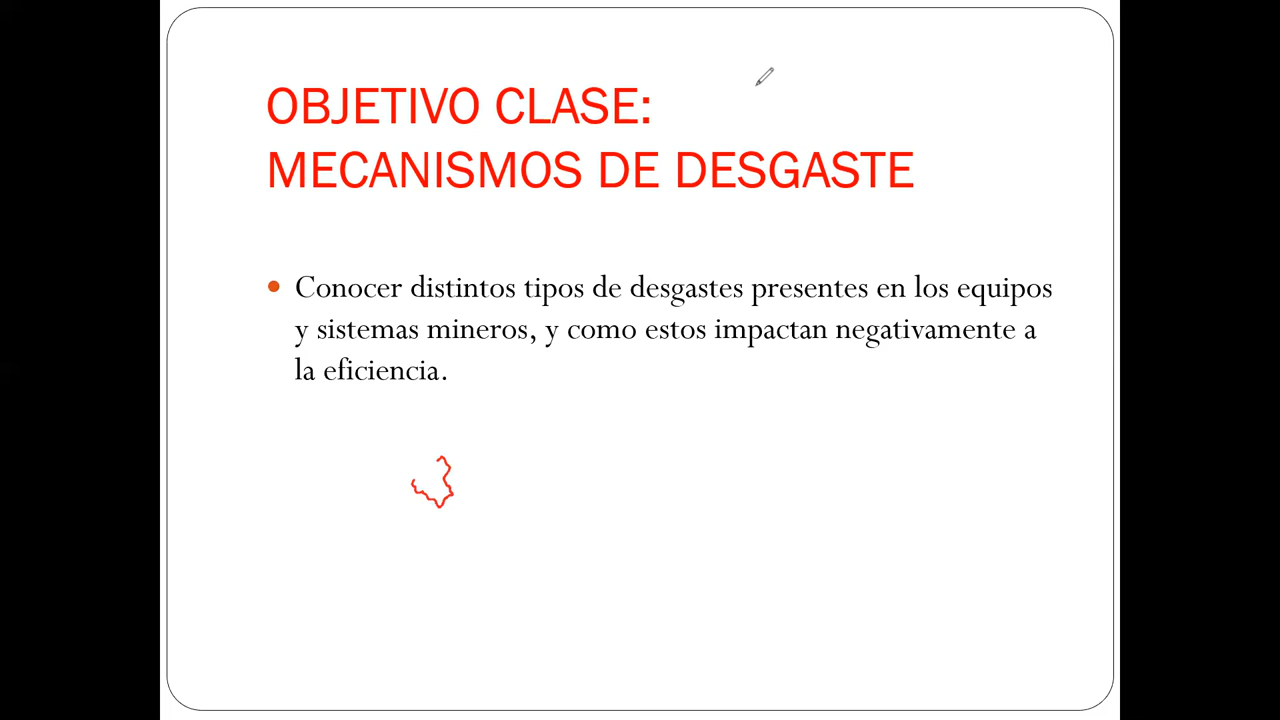 OBJETIVO CLASE:
MECANISMOS DE DESGASTE
Conocer distintos tipos de desgastes presentes en los equipos
y sistemas mineros, y como estos impactan negativamente a
la eficiencia.